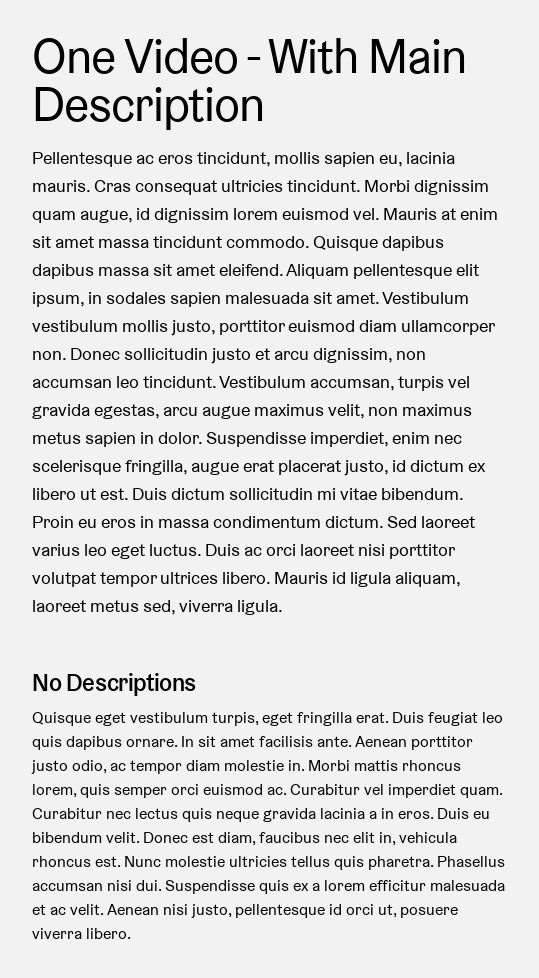 One Video - With Main
Description
Pellentesque ac eros tincidunt, mollis sapien eu, lacinia
mauris. Cras consequat ultricies tincidunt. Morbi dignissim
quam augue, id dignissim lorem euismod vel. Mauris at enim
sit amet massa tincidunt commodo. Quisque dapibus
dapibus massa sit amet eleifend. Aliquam pellentesque elit
ipsum, in sodales sapien malesuada sit amet. Vestibulum
vestibulum mollis justo, porttitor euismod diam ullamcorper
non. Donec sollicitudin justo et arcu dignissim, non
accumsan leo tincidunt. Vestibulum accumsan, turpis vel
gravida egestas, arcu augue maximus velit, non maximus
metus sapien in dolor. Suspendisse imperdiet, enim nec
scelerisque fringilla, augue erat placerat justo, id dictum ex
libero ut est. Duis dictum sollicitudin mi vitae bibendum.
Proin eu eros in massa condimentum dictum. Sed laoreet
varius leo eget luctus. Duis ac orci laoreet nisi porttitor
volutpat tempor ultrices libero. Mauris id ligula aliquam,
laoreet metus sed, viverra ligula.
No Descriptions
Quisque eget vestibulum turpis, eget fringilla erat. Duis feugiat leo
quis dapibus ornare. In sit amet facilisis ante. Aenean porttitor
justo odio, ac tempor diam molestie in. Morbi mattis rhoncus
lorem, quis semper orci euismod ac. Curabitur vel imperdiet quam.
Curabitur nec lectus quis neque gravida lacinia a in eros. Duis eu
bibendum velit. Donec est diam, faucibus nec elit in, vehicula
rhoncus est. Nunc molestie ultricies tellus quis pharetra. Phasellus
accumsan nisi dui. Suspendisse quis ex a lorem efficitur malesuada
et ac velit. Aenean nisi justo, pellentesque id orci ut, posuere
viverra libero.